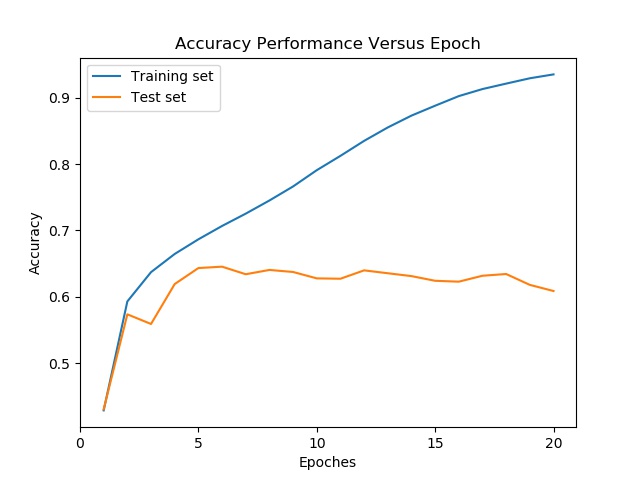 Accuracy Performance Versus Epoch
Training set
Test set
0.9
0.8
0.7
0.6
0.5
Accuracy
0 5 10 15 20
Epoches